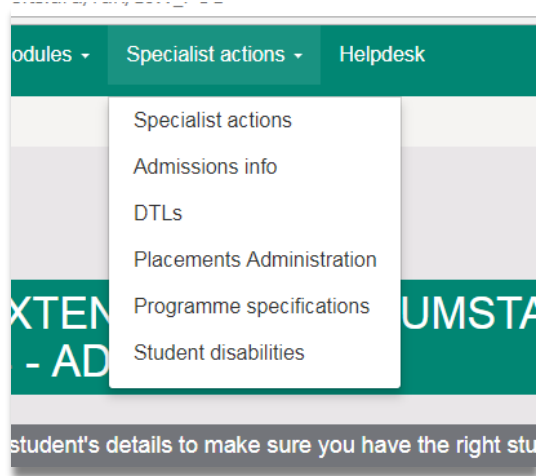 odules Specialist actions Helpdesk
Specialist actions
Admissions info
DTLs
Placements Administration
Programme specifications
Student disabilities
XTEN UMSTA
- AD
student's details to make sure you have the right stu